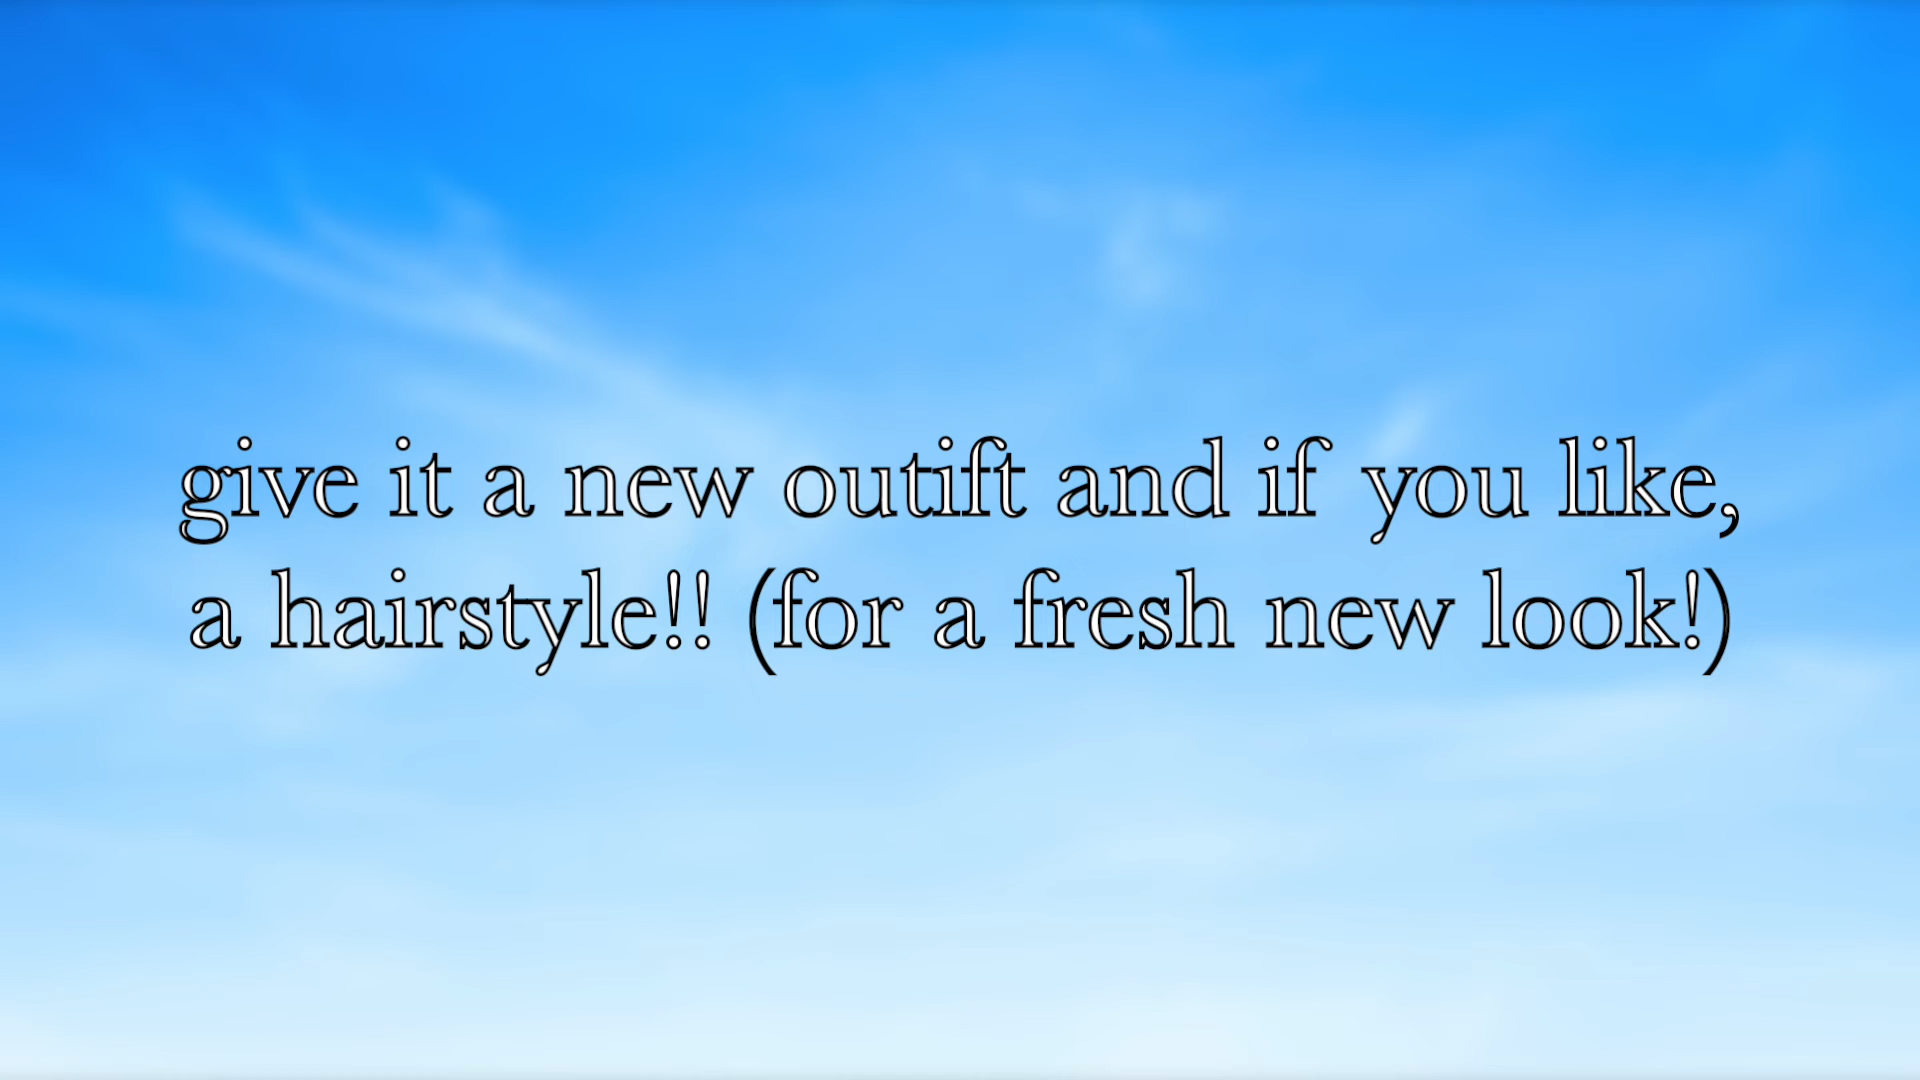 give it a new outift and if you like,
a hairstyle!! (for a fresh new look!)